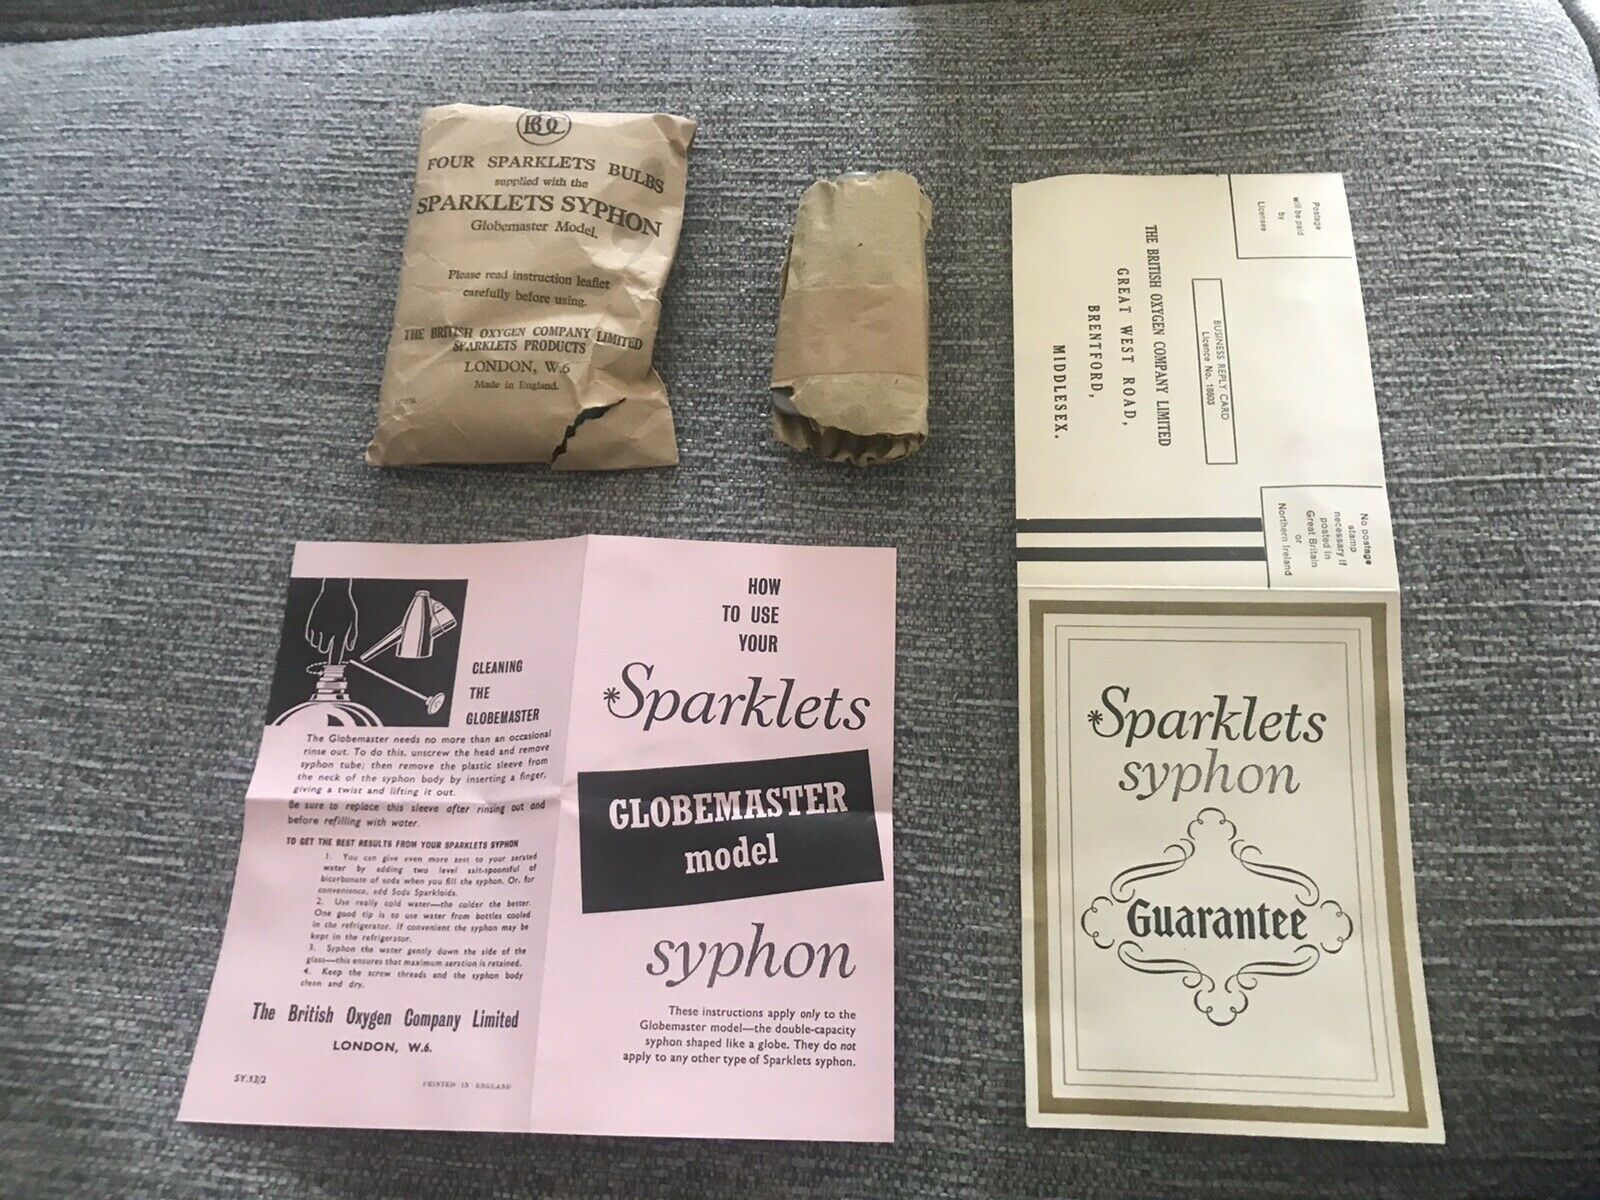 BOC
FOUR SPARKLETS BULBS
supplied with the
SPARKLETS SYPHON
Globemaster Model.
Please read instruction leaflet
carefully before using.
THE BRITISH OXYGEN COMPANY LIMITED
SPARKLETS PRODUCTS
LONDON, W.6
Made in England.
Postage
will be paid
by
Licensee
BUSINESS REPLY CARD
Licence No. 18603
THE BRITISH OXYGEN COMPANY LIMITED
GREAT WEST ROAD,
BRENTFORD,
MIDDLESEX.
No postage
stamp
necessary if
posted in
Great Britain
or
Northern Ireland
CLEANING
THE
GLOBEMASTER
The Globemaster needs no more than an occasional
rinse out. To do this, unscrew the head and remove
syphon tube; then remove the plastic sleeve from
the neck of the syphon body by inserting a finger,
giving a twist and lifting it out.
Be sure to replace this sleeve after rinsing out and
before refilling with water.
TO GET THE BEST RESULTS FROM YOUR SPARKLETS SYPHON
1. You can give even more zest to your aerated
water by adding two level salt-spoonsful of
bicarbonate of soda when you fill the syphon. Or, for
convenience, add Soda Sparkloids.
2. Use really cold water—the colder the better.
One good tip is to use water from bottles cooled
in the refrigerator. If convenient the syphon may be
kept in the refrigerator.
3. Syphon the water gently down the side of the
glass—this ensures that maximum aeration is retained.
4. Keep the screw threads and the syphon body
clean and dry.
The British Oxygen Company Limited
LONDON, W.6.
SY.13/2
PRINTED IN ENGLAND
HOW
TO USE
YOUR
*Sparklets
GLOBEMASTER
model
syphon
These instructions apply only to the
Globemaster model—the double-capacity
syphon shaped like a globe. They do not
apply to any other type of Sparklets syphon.
*Sparklets
syphon
Guarantee